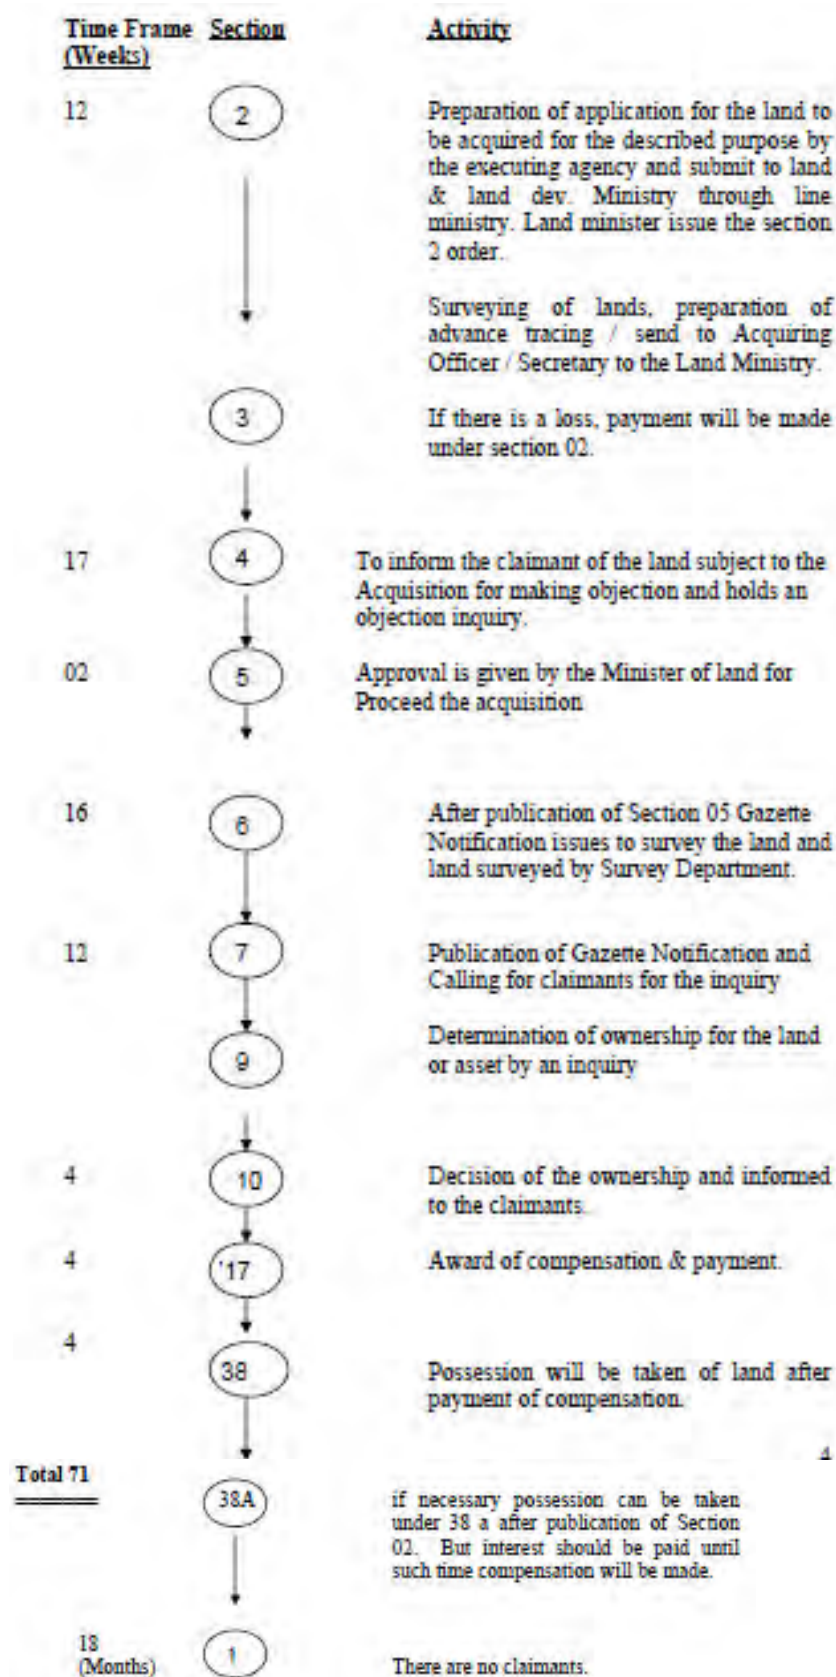 Time Frame Section Activity
(Weeks)
12 2 Preparation of application for the land to
be acquired for the described purpose by
the executing agency and submit to land
& land dev. Ministry through line
ministry. Land minister issue the section
2 order.
Surveying of lands, preparation of
advance tracing / send to Acquiring
Officer / Secretary to the Land Ministry.
3 If there is a loss, payment will be made
under section 02.
17 4 To inform the claimant of the land subject to the
Acquisition for making objection and holds an
objection inquiry.
02 5 Approval is given by the Minister of land for
Proceed the acquisition
16 6 After publication of Section 05 Gazette
Notification issues to survey the land and
land surveyed by Survey Department.
12 7 Publication of Gazette Notification and
Calling for claimants for the inquiry
9 Determination of ownership for the land
or asset by an inquiry
4 10 Decision of the ownership and informed
to the claimants.
4 '17 Award of compensation & payment.
4
38 Possession will be taken of land after
payment of compensation.
4
Total 71
38A if necessary possession can be taken
under 38 a after publication of Section
02. But interest should be paid until
such time compensation will be made.
18
(Months) 1 There are no claimants.